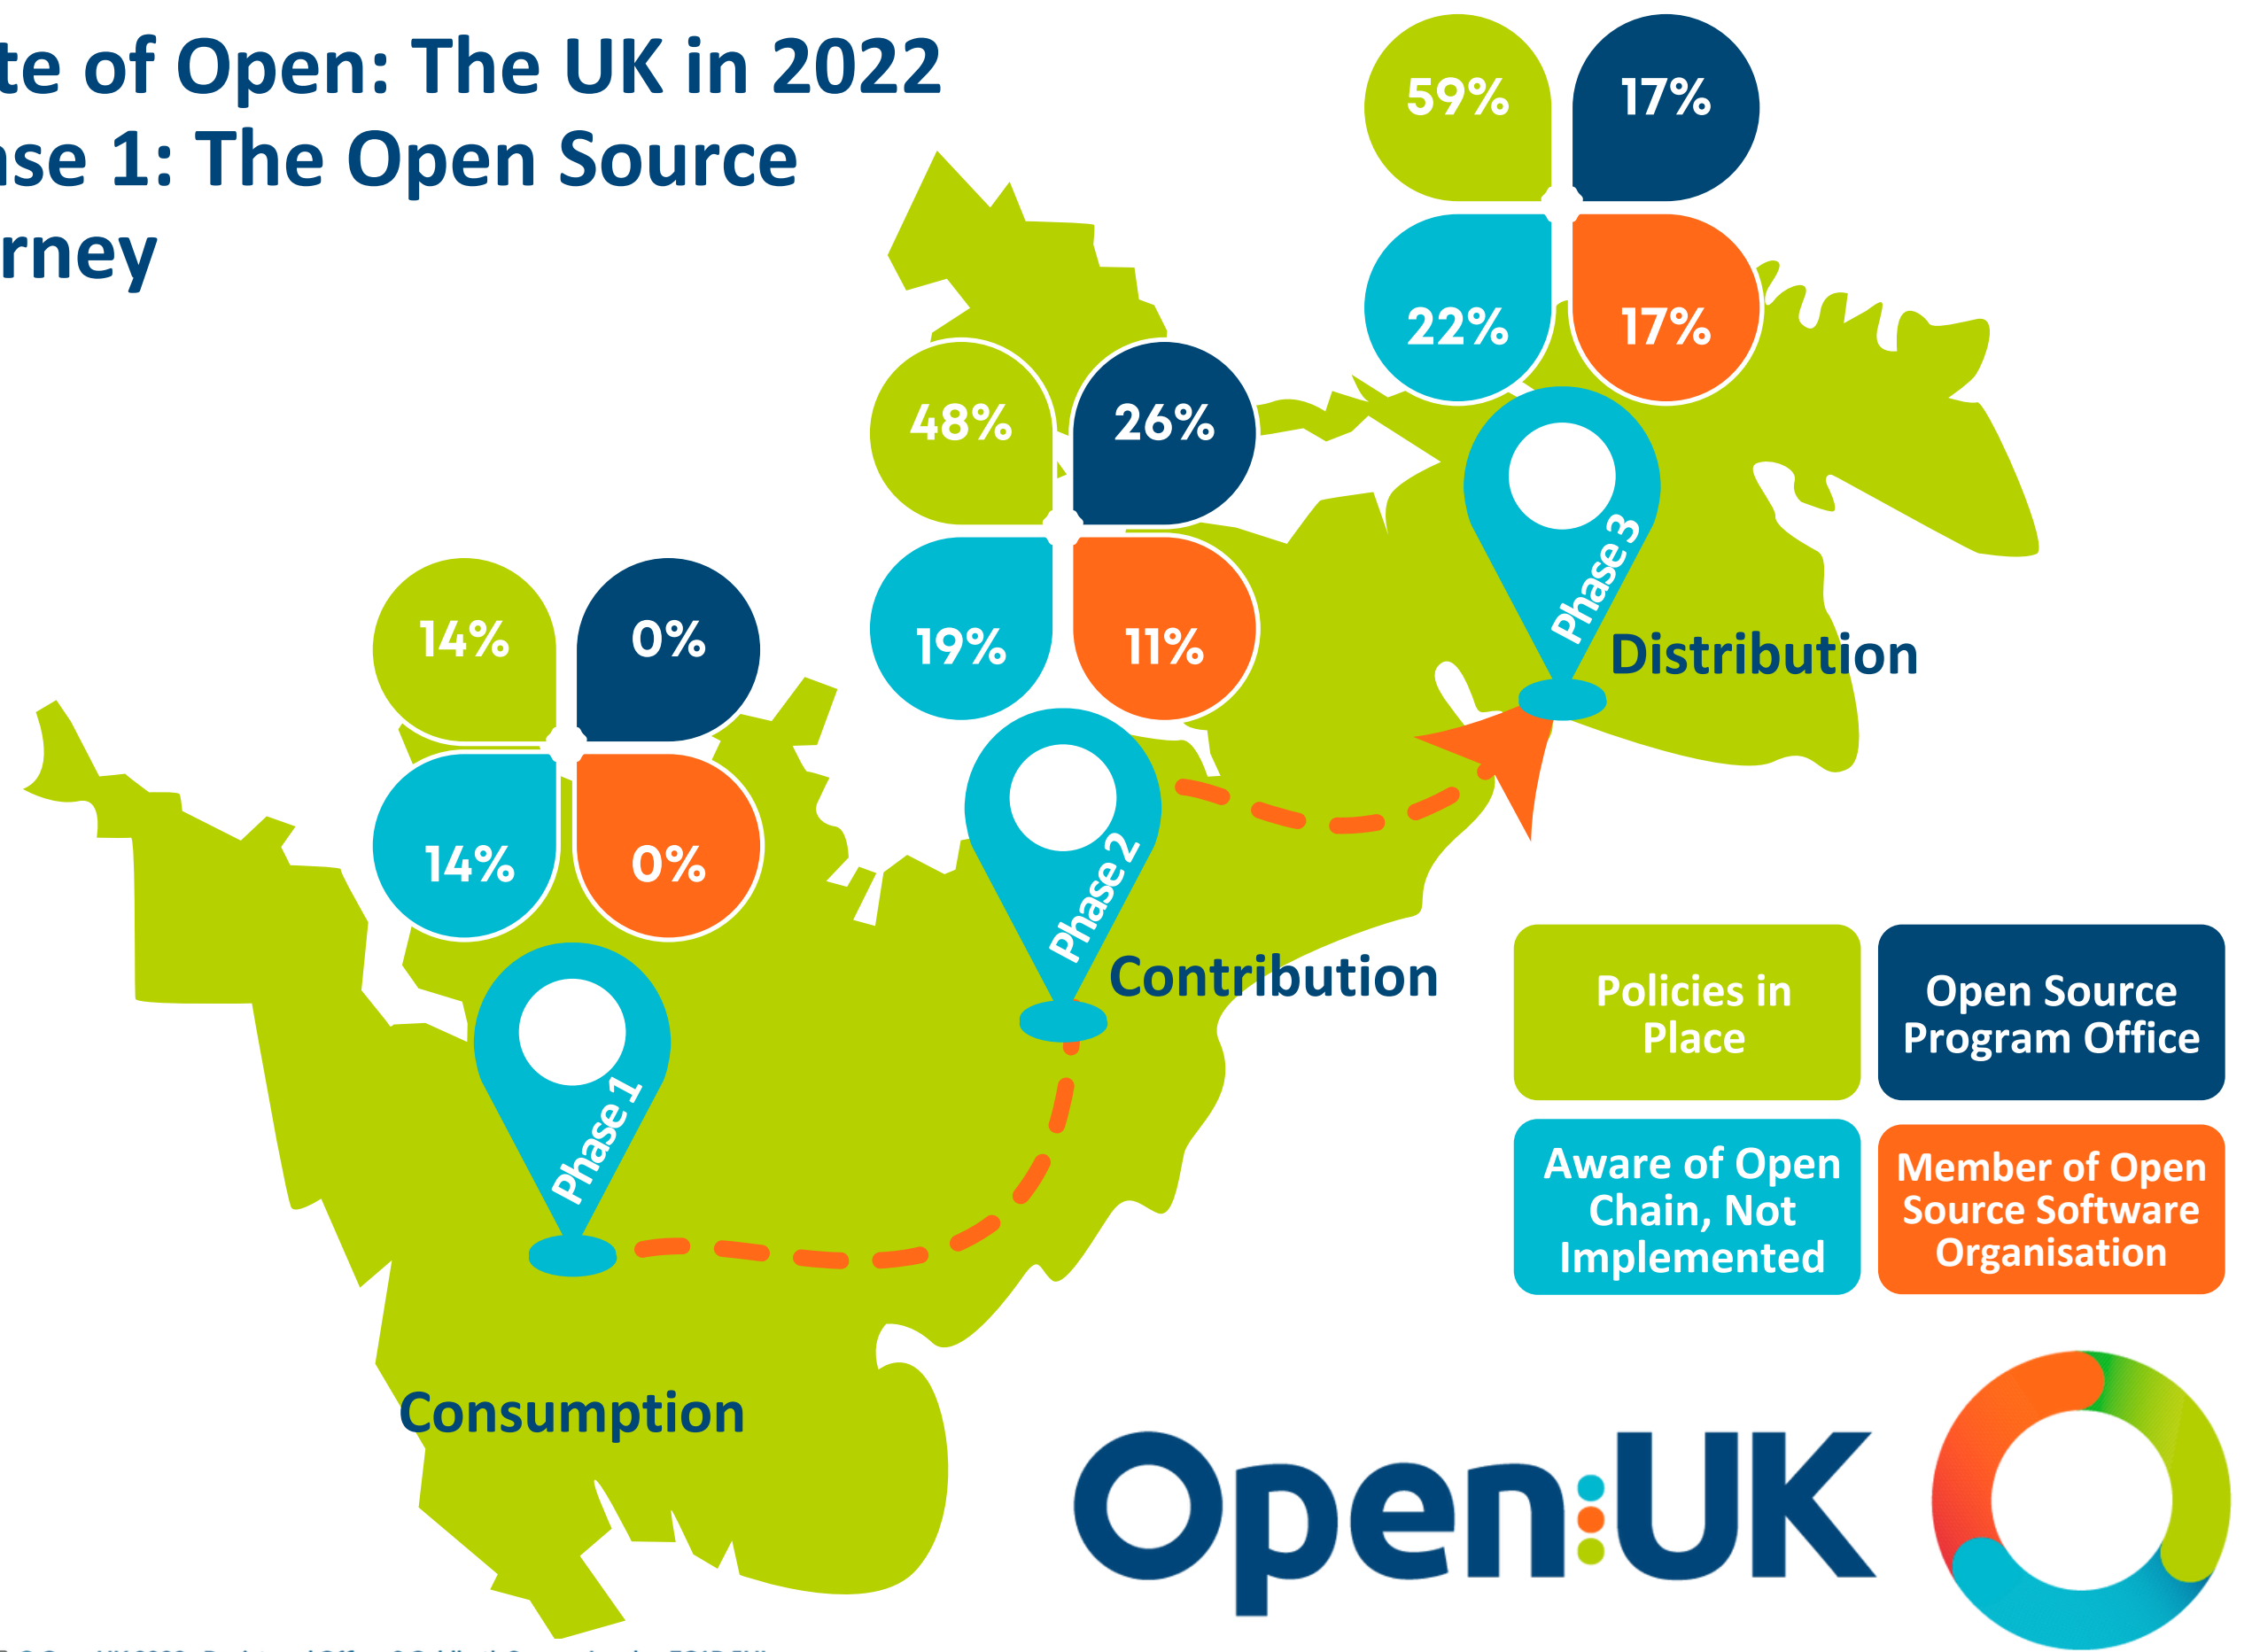 te of Open: The UK in 2022
ase 1: The Open Source
rney
59%
17%
22%
17%
48%
26%
19%
11%
14%
0%
14%
0%
Phase 3
Distribution
Phase 2
Contribution
Phase 1
Consumption
Policies in
Place
Open Source
Program Office
Aware of Open
Chain, Not
Implemented
Member of Open
Source Software
Organisation
Open:UK